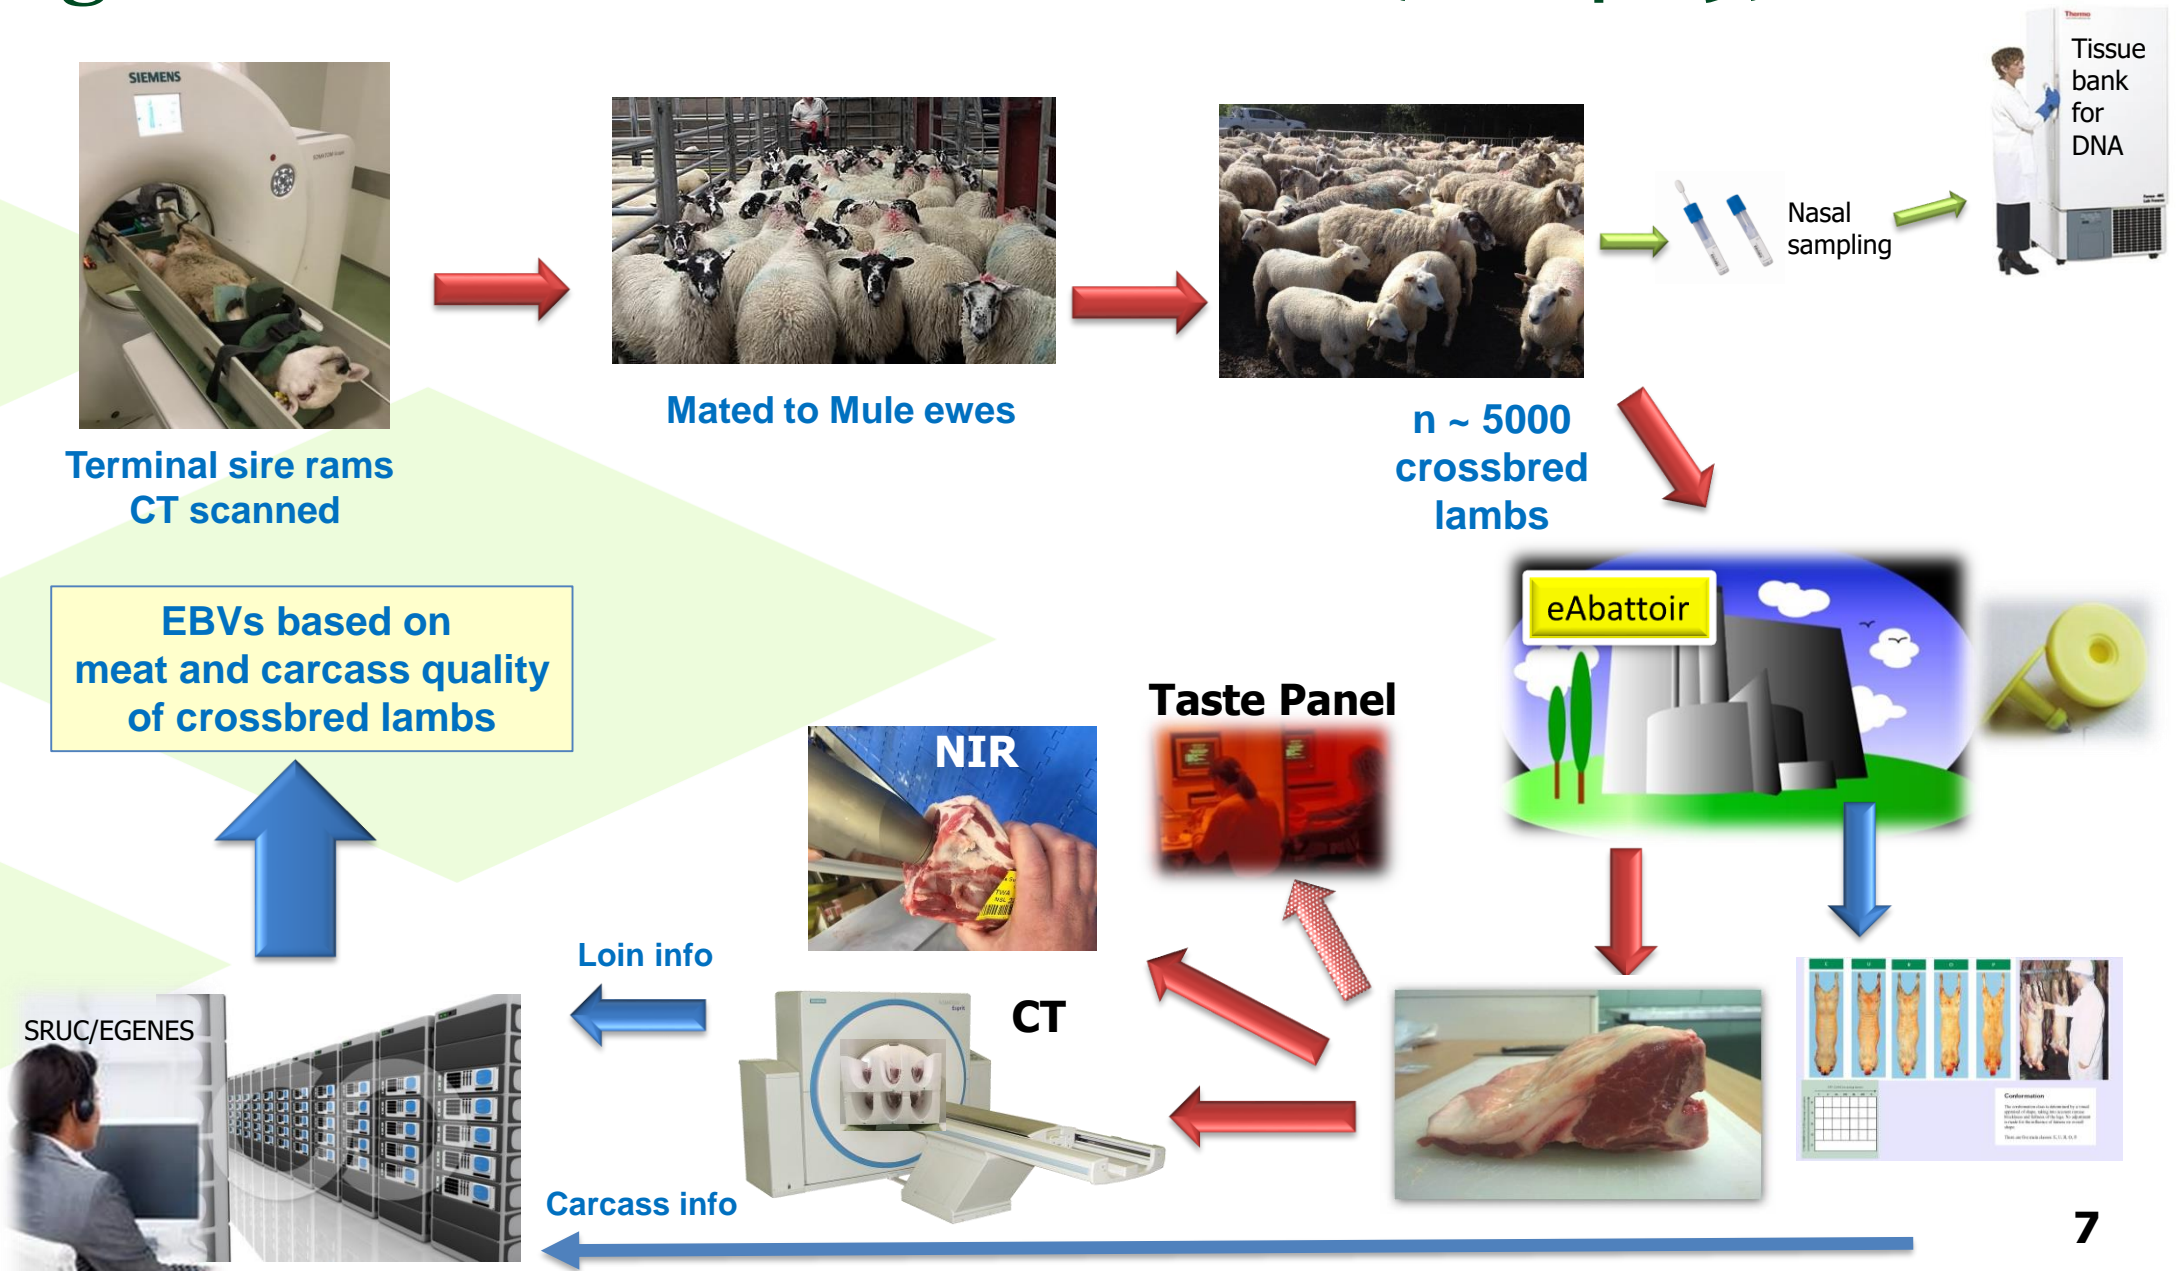 SIEMENS
Thermo
Tissue
bank
for
DNA
Nasal
sampling
Mated to Mule ewes
n ~ 5000
crossbred
lambs
Terminal sire rams
CT scanned
EBVs based on
meat and carcass quality
of crossbred lambs
eAbattoir
Taste Panel
NIR
Loin info
CT
SRUC/EGENES
Conformation
Carcass info
7